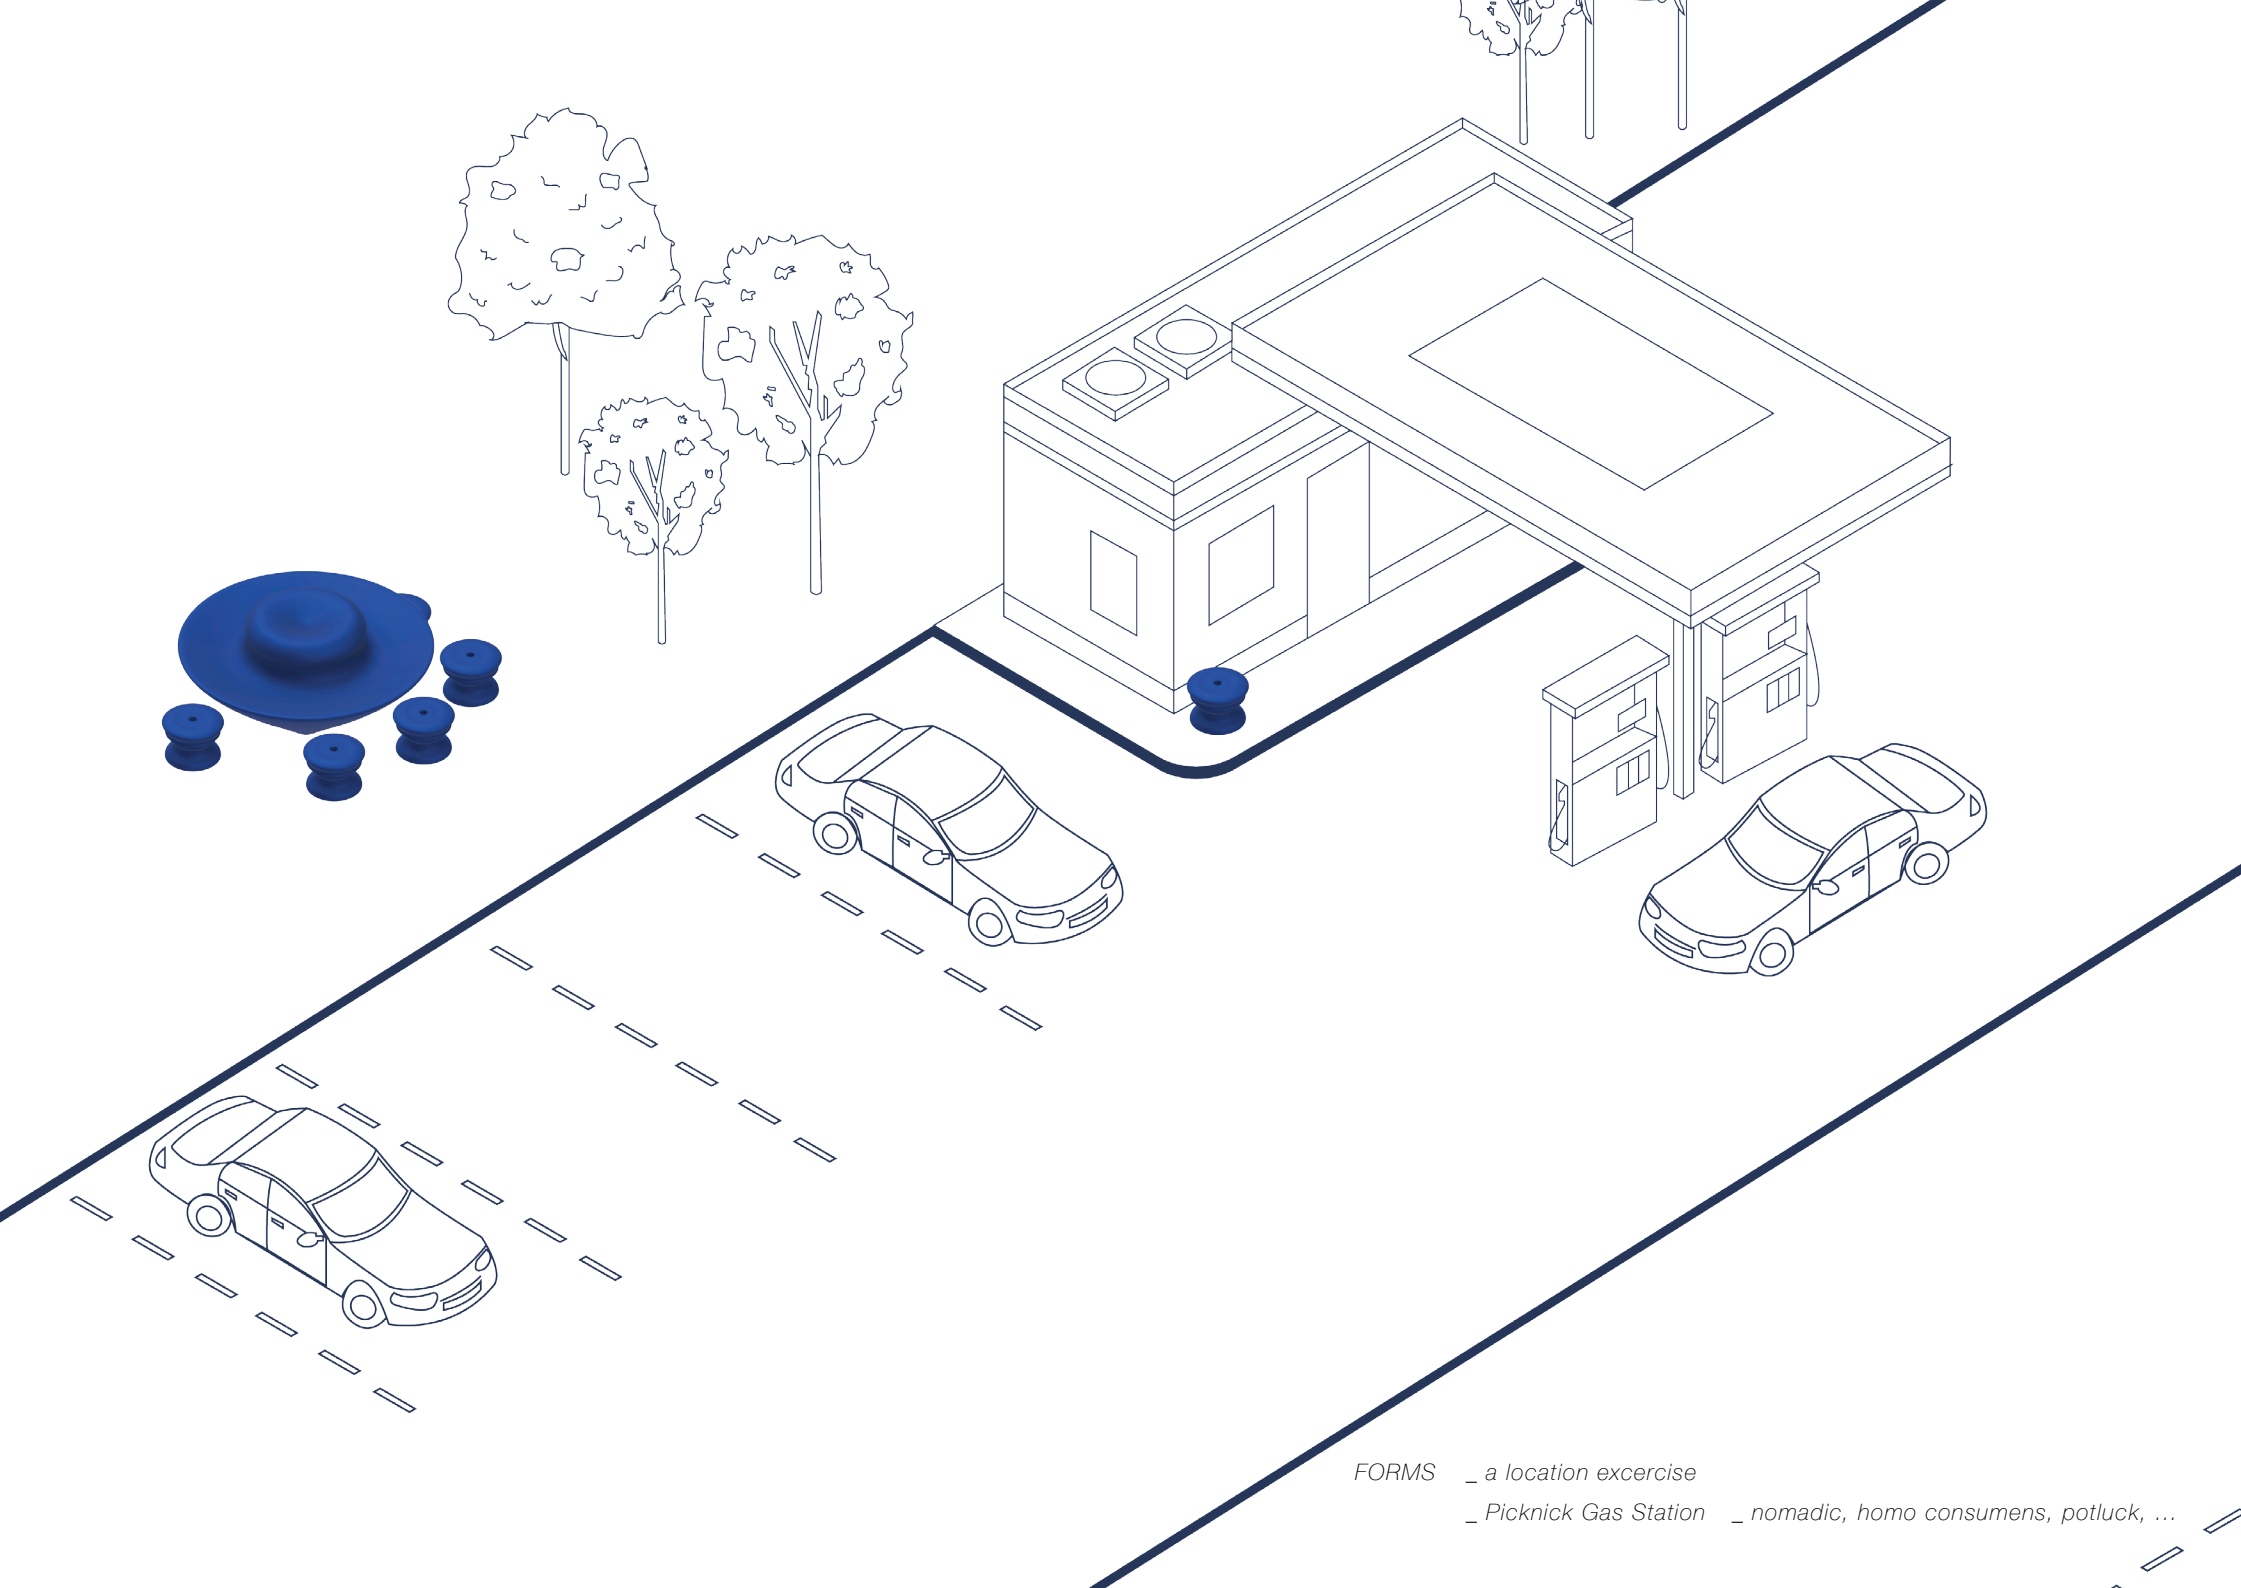 FORMS _ a location excercise
_ Picknick Gas Station _ nomadic, homo consumens, potluck, ...